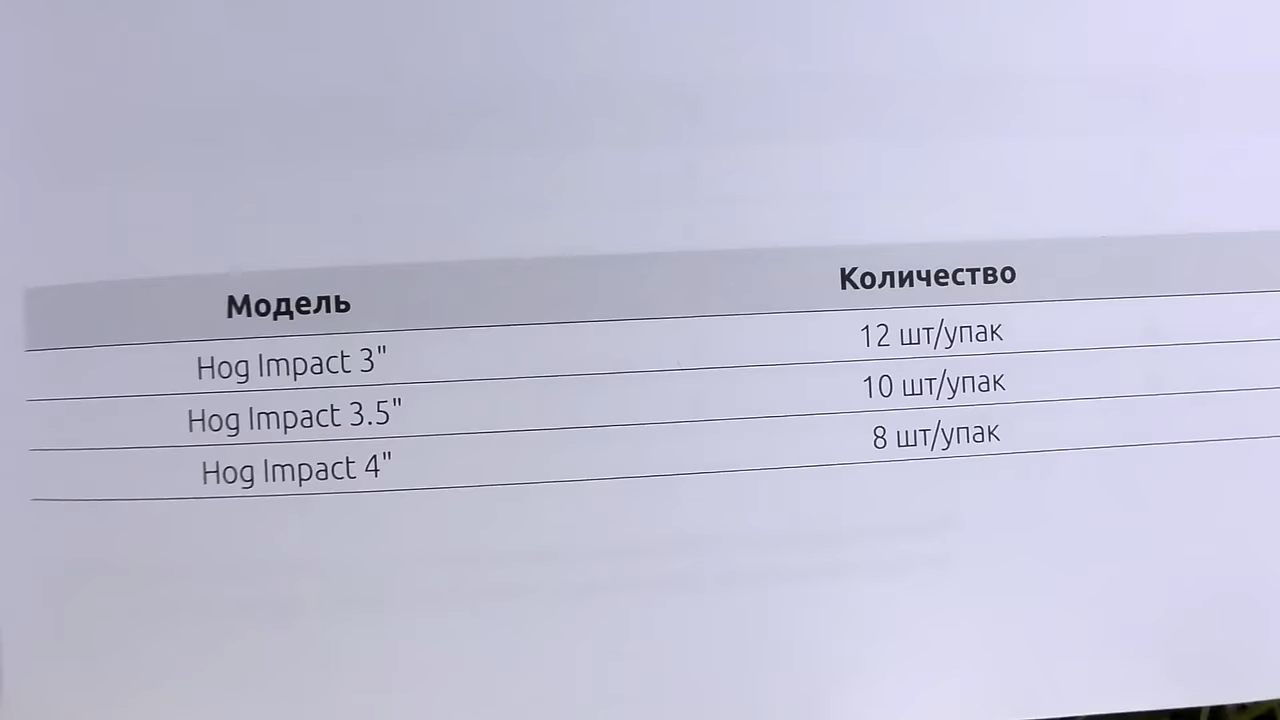 Модель Количество
Hog Impact 3" 12 шт/упак
Hog Impact 3.5" 10 шт/упак
Hog Impact 4" 8 шт/упак